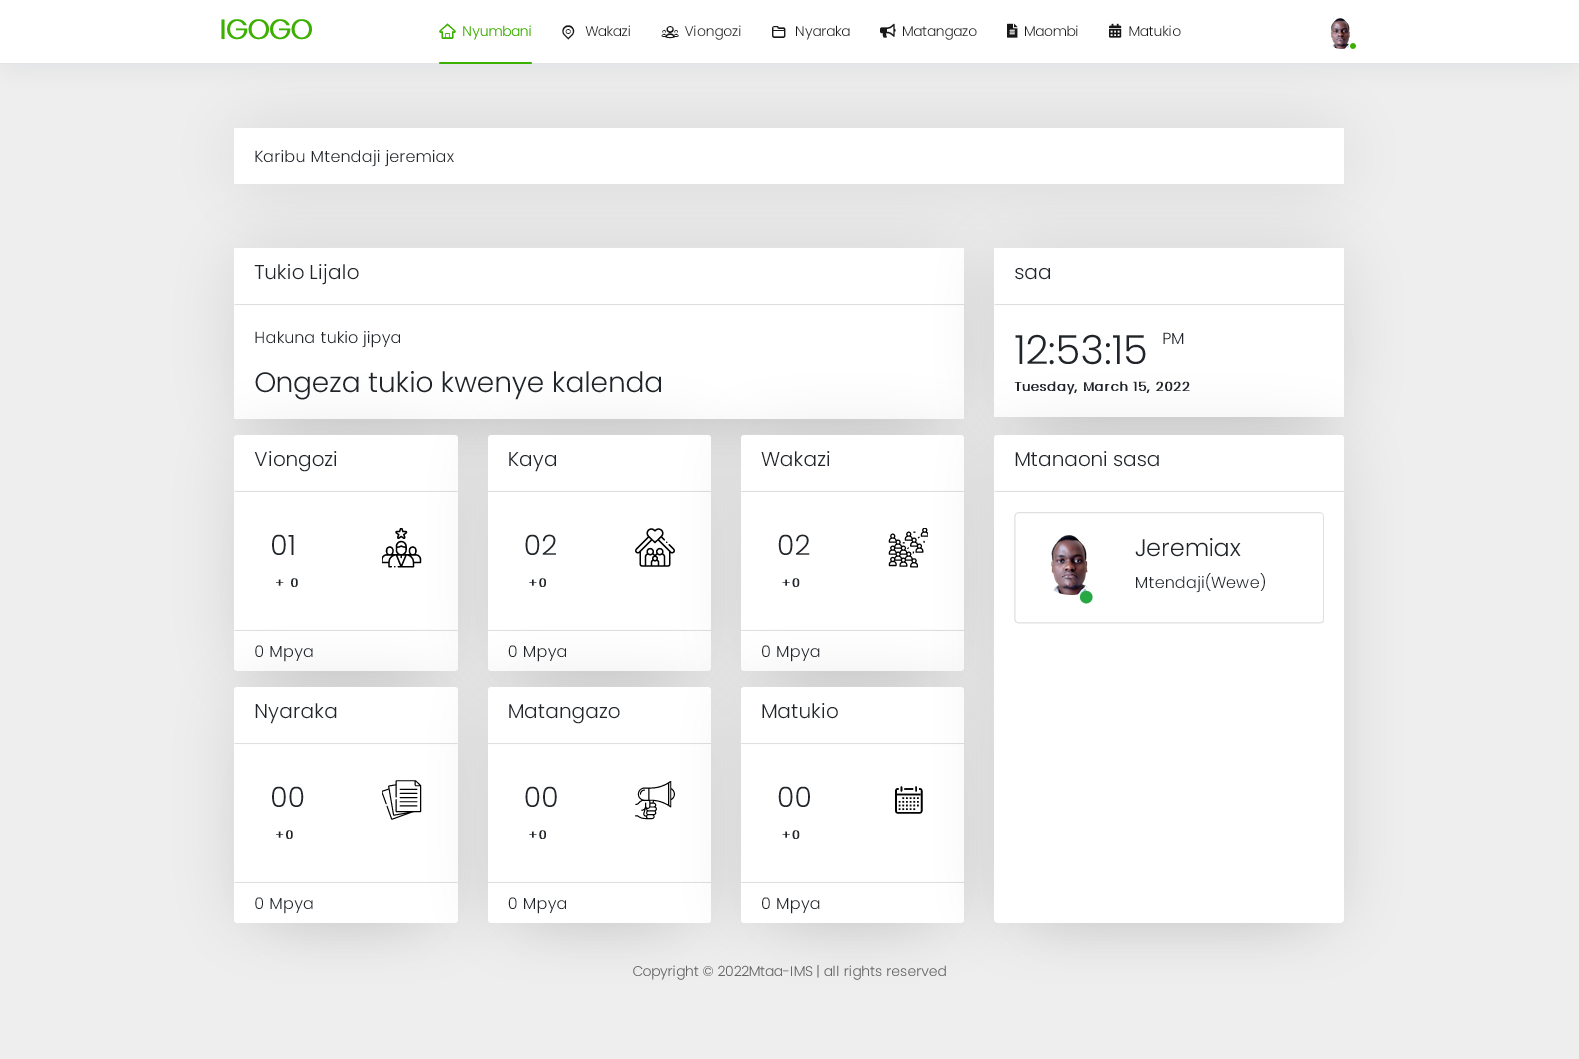 IGOGO
Nyumbani
Wakazi
Viongozi
Nyaraka
Matangazo
Maombi
Matukio
Karibu Mtendaji jeremiax
Tukio Lijalo
Hakuna tukio jipya
Ongeza tukio kwenye kalenda
saa
12:53:15 PM
Tuesday, March 15, 2022
Viongozi
01
+ 0
0 Mpya
Kaya
02
+0
0 Mpya
Wakazi
02
+0
0 Mpya
Mtanaoni sasa
Jeremiax
Mtendaji(Wewe)
Nyaraka
00
+0
0 Mpya
Matangazo
00
+0
0 Mpya
Matukio
00
+0
0 Mpya
Copyright © 2022Mtaa-IMS | all rights reserved